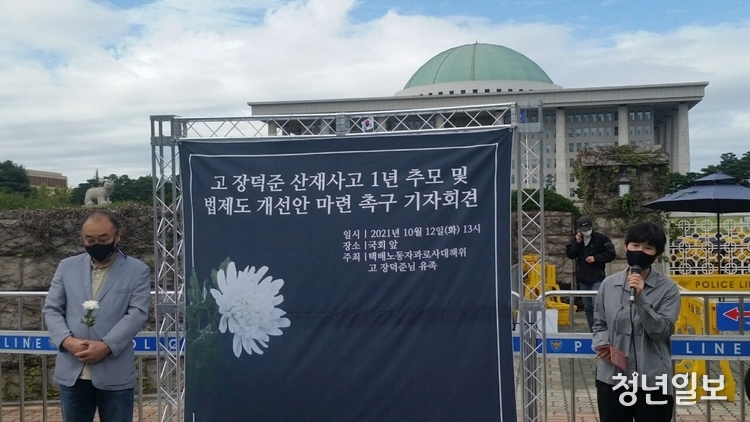 고 장덕준 산재사고 1년 추모 및
법제도 개선안 마련 촉구 기자회견
일시 | 2021년 10월 12일(화) 13시
장소 | 국회 앞
주최 | 택배노동자과로사대책위
고 장덕준님 유족
POLICE LI
LINE
POL
P
LINE
청년일보